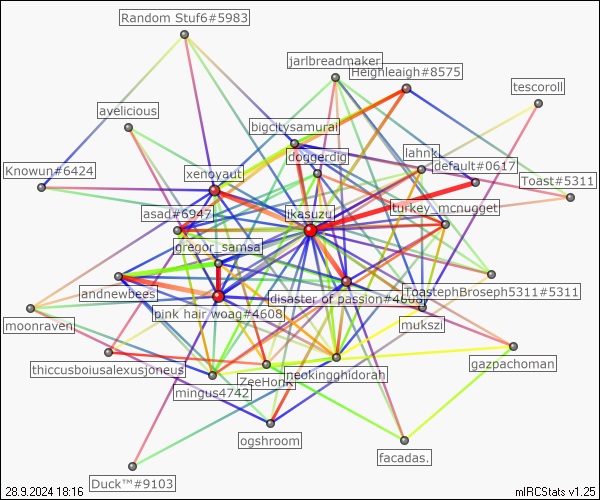 Random Stuf6#5983
jarlbreadmaker
Heighleaigh#8575
tescoroll
avelicious
bigcitysamurai
lahnk
doggerdig
default#0617
Knowun#6424
xenoyaut
Toast#5311
turkey_mcnugget
asad#6947
likasuzu
gregor_samsa
ToastephBroseph5311#5311
andnewbees
disaster of passion#4608
pink hair woag#4608
moonraven
mukszi
thiccusboiusalexusjoneus
gazpachoman
neokingghidorah
ZeeHonk
mingus4742
ogshroom
facadas.
Duck™#9103
28.9.2024 18:16
mIRCStats v1.25